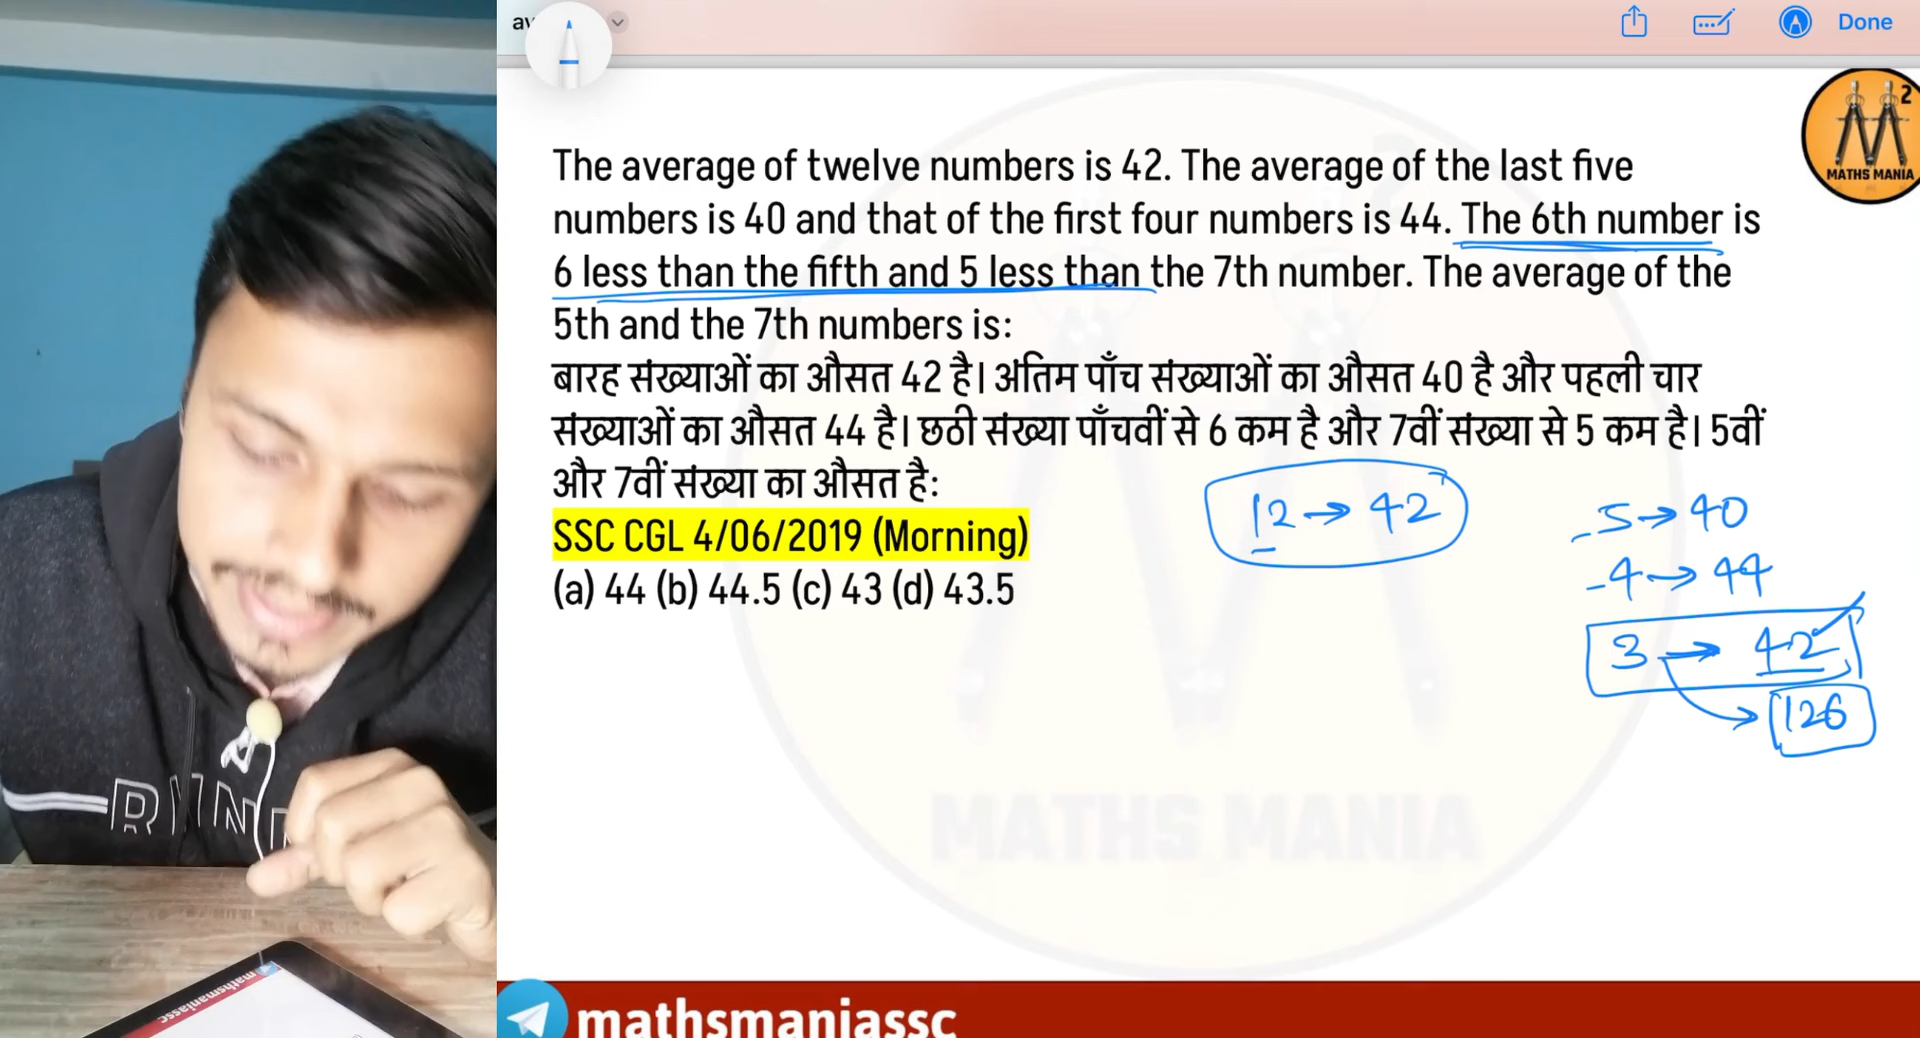 Done
2
MATHS MANIA
The average of twelve numbers is 42. The average of the last five
numbers is 40 and that of the first four numbers is 44. The 6th number is
6 less than the fifth and 5 less than the 7th number. The average of the
5th and the 7th numbers is:
बारह संख्याओं का औसत 42 है। अंतिम पाँच संख्याओं का औसत 40 है और पहली चार
संख्याओं का औसत 44 है। छठी संख्या पाँचवीं से 6 कम है और 7वीं संख्या से 5 कम है। 5वीं
और 7वीं संख्या का औसत है:
SSC CGL 4/06/2019 (Morning)
(a) 44 (b) 44.5 (c) 43 (d) 43.5
12 → 42
5 → 40
4 → 44
3 → 42
→ 126
MATHS MANIA
mathsmaniassc
mathsmaniassc